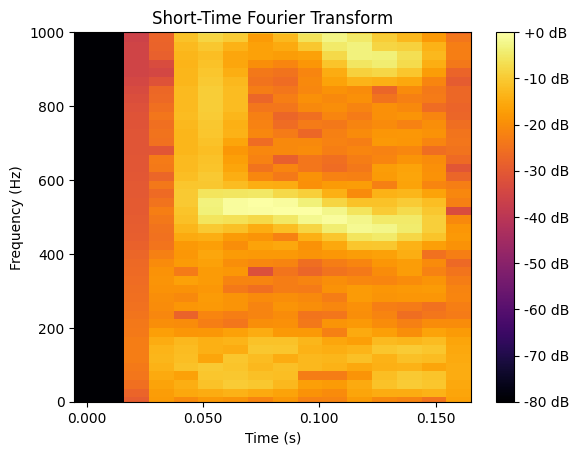 Short-Time Fourier Transform
1000
800
600
400
200
0
Frequency (Hz)
0.000
0.050
0.100
0.150
Time (s)
+0 dB
-10 dB
-20 dB
-30 dB
-40 dB
-50 dB
-60 dB
-70 dB
-80 dB